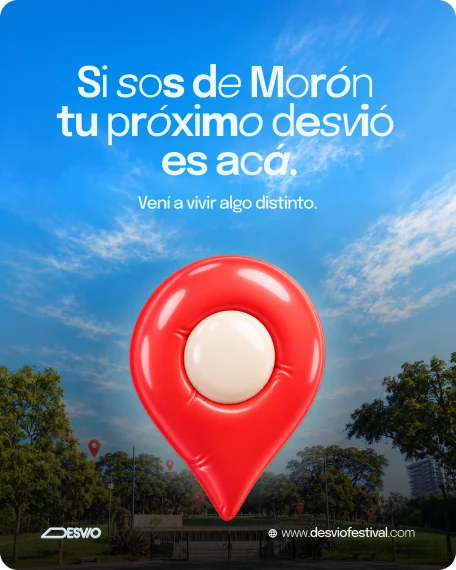 Si sos de Morón
tu próximo desvió
es acá.
Vení a vivir algo distinto.
DESVIO
www.desviofestival.com